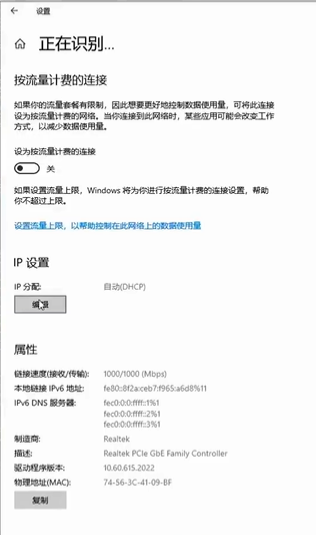 设置
正在识别...
按流量计费的连接
如果你的流量套餐有限制，因此想要更好地控制数据使用量，可将此连接
设为按流量计费的网络。当你连接到此网络时，某些应用可能会改变工作
方式，以减少数据使用量。
设为按流量计费的连接
关
如果设置流量上限，Windows 将为你进行按流量计费的连接设置，帮助
你不超过上限。
设置流量上限，以帮助控制在此网络上的数据使用量
IP 设置
IP 分配: 自动(DHCP)
编辑
属性
链接速度(接收/传输): 1000/1000 (Mbps)
本地链接 IPv6 地址: fe80::8f2a:ceb7:f965:a6d8%11
IPv6 DNS 服务器: fec0:0:0:ffff::1%1
fec0:0:0:ffff::2%1
fec0:0:0:ffff::3%1
制造商: Realtek
描述: Realtek PCIe GbE Family Controller
驱动程序版本: 10.60.615.2022
物理地址(MAC): 74-56-3C-41-09-BF
复制